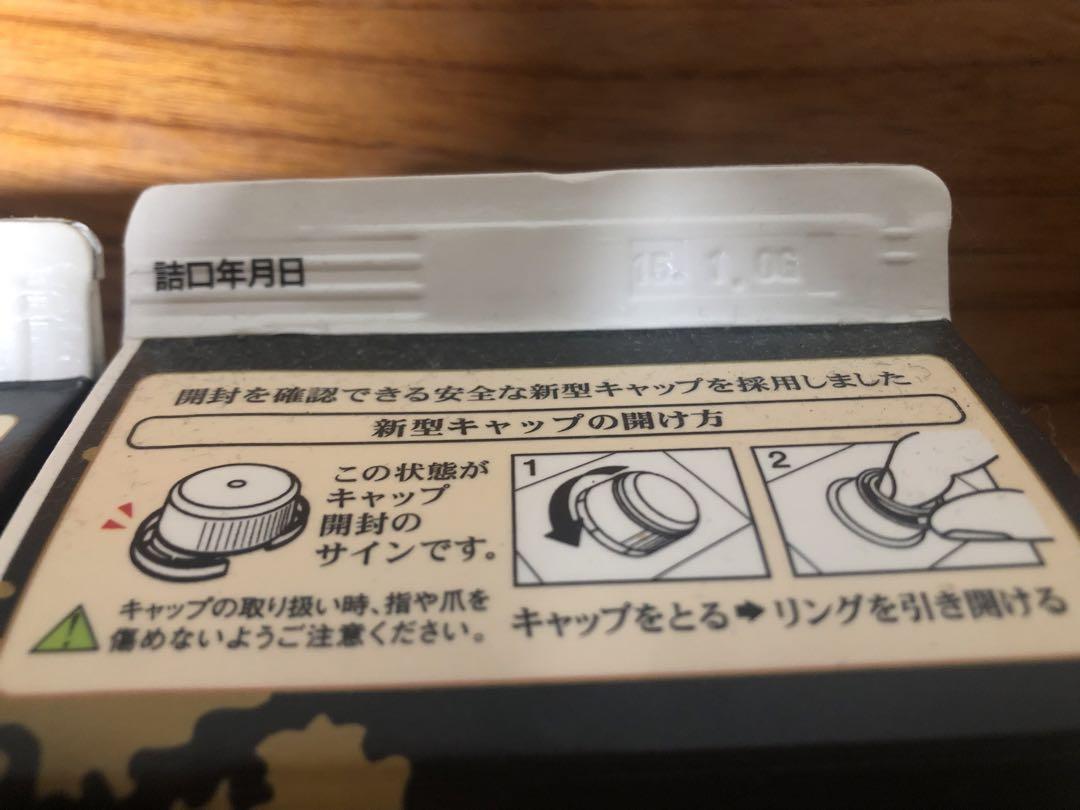 詰口年月日
15. 1. 06
開封を確認できる安全な新型キャップを採用しました
新型キャップの開け方
この状態が
キャップ
開封の
サインです。
キャップの取り扱い時、指や爪を
傷めないようご注意ください。
1
2
キャップをとる➡リングを引き開ける